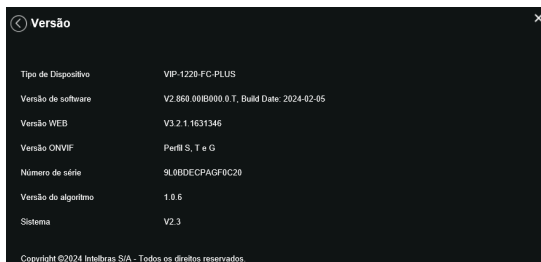 Versão
Tipo de Dispositivo VIP-1220-FC-PLUS
Versão de software V2.860.00IB000.0.T, Build Date: 2024-02-05
Versão WEB V3.2.1.1631346
Versão ONVIF Perfil S, T e G
Número de série 9L0BDECPAGF0C20
Versão do algoritmo 1.0.6
Sistema V2.3
Copyright ©2024 Intelbras S/A - Todos os direitos reservados.